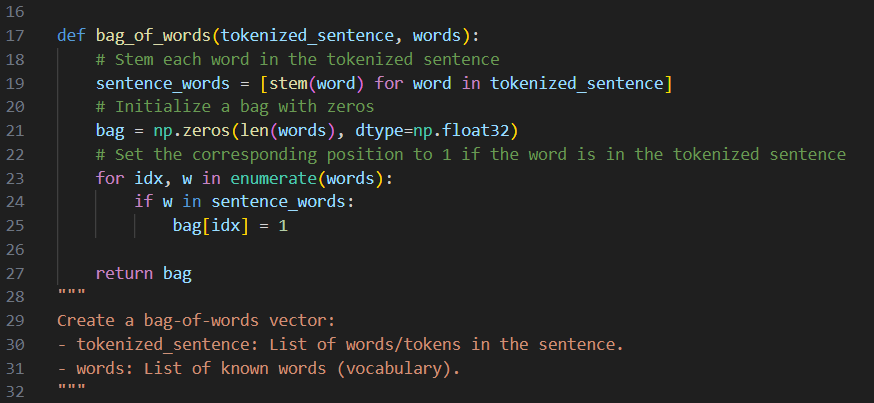 16
17 def bag_of_words(tokenized_sentence, words):
18     # Stem each word in the tokenized sentence
19     sentence_words = [stem(word) for word in tokenized_sentence]
20     # Initialize a bag with zeros
21     bag = np.zeros(len(words), dtype=np.float32)
22     # Set the corresponding position to 1 if the word is in the tokenized sentence
23     for idx, w in enumerate(words):
24         if w in sentence_words:
25             bag[idx] = 1
26
27     return bag
28 """
29 Create a bag-of-words vector:
30 - tokenized_sentence: List of words/tokens in the sentence.
31 - words: List of known words (vocabulary).
32 """